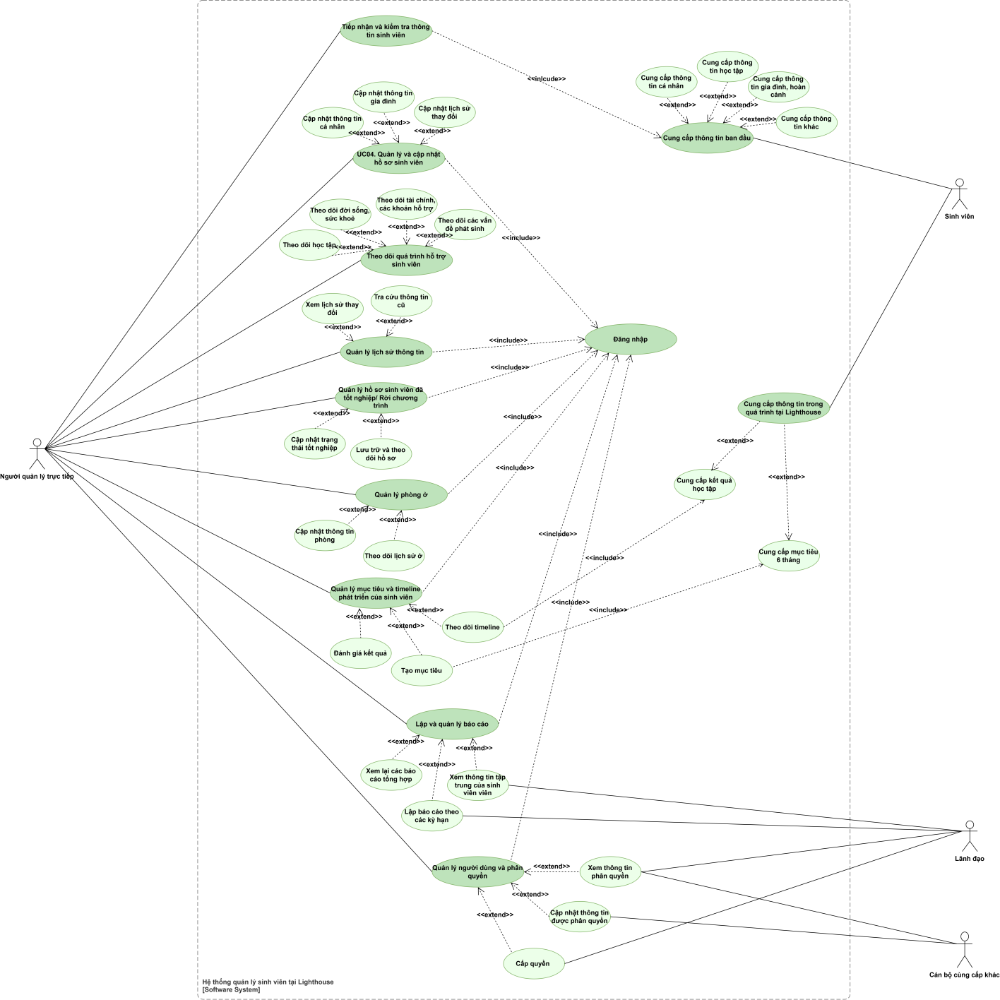 Tiếp nhận và kiểm tra thông
tin sinh viên
<<inlcude>>
Cung cấp thông
tin cá nhân
Cung cấp thông
tin học tập
Cung cấp thông
tin gia đình, hoàn
cảnh
Cung cấp thông
tin khác
<<extend>>
<<extend>>
<<extend>>
<<extend>>
Cung cấp thông tin ban đầu
Cập nhật thông tin
cá nhân
Cập nhật thông tin
gia đình
Cập nhật lịch sử
thay đổi
<<extend>>
<<extend>>
<<extend>>
UC04. Quản lý và cập nhật
hồ sơ sinh viên
Sinh viên
Theo dõi học tập
Theo dõi đời sống,
sức khoẻ
Theo dõi tài chính,
các khoản hỗ trợ
Theo dõi các vấn
đề phát sinh
<<extend>>
<<extend>>
<<extend>>
<<extend>>
Theo dõi quá trình hỗ trợ
sinh viên
<<include>>
Xem lịch sử thay
đổi
Tra cứu thông tin
cũ
<<extend>>
<<extend>>
Quản lý lịch sử thông tin
<<include>>
Đăng nhập
<<include>>
Quản lý hồ sơ sinh viên đã
tốt nghiệp/ Rời chương
trình
<<extend>>
<<extend>>
Cập nhật trạng
thái tốt nghiệp
Lưu trữ và theo
dõi hồ sơ
<<include>>
Cung cấp thông tin trong
quá trình tại Lighthouse
<<extend>>
<<extend>>
Cung cấp kết quả
học tập
Cung cấp mục tiêu
6 tháng
Người quản lý trực tiếp
Quản lý phòng ở
<<extend>>
<<extend>>
Cập nhật thông tin
phòng
Theo dõi lịch sử ở
<<include>>
<<include>>
<<include>>
<<include>>
<<include>>
Quản lý mục tiêu và timeline
phát triển của sinh viên
<<extend>>
<<extend>>
<<extend>>
Theo dõi timeline
Đánh giá kết quả
Tạo mục tiêu
Lập và quản lý báo cáo
<<extend>>
<<extend>>
<<extend>>
Xem lại các báo
cáo tổng hợp
Xem thông tin tập
trung của sinh
viên viên
Lập báo cáo theo
các kỳ hạn
Lãnh đạo
Quản lý người dùng và phân
quyền
<<extend>>
<<extend>>
<<extend>>
Xem thông tin
phân quyền
Cập nhật thông tin
được phân quyền
Cấp quyền
Cán bộ cùng cấp khác
Hệ thống quản lý sinh viên tại Lighthouse
[Software System]